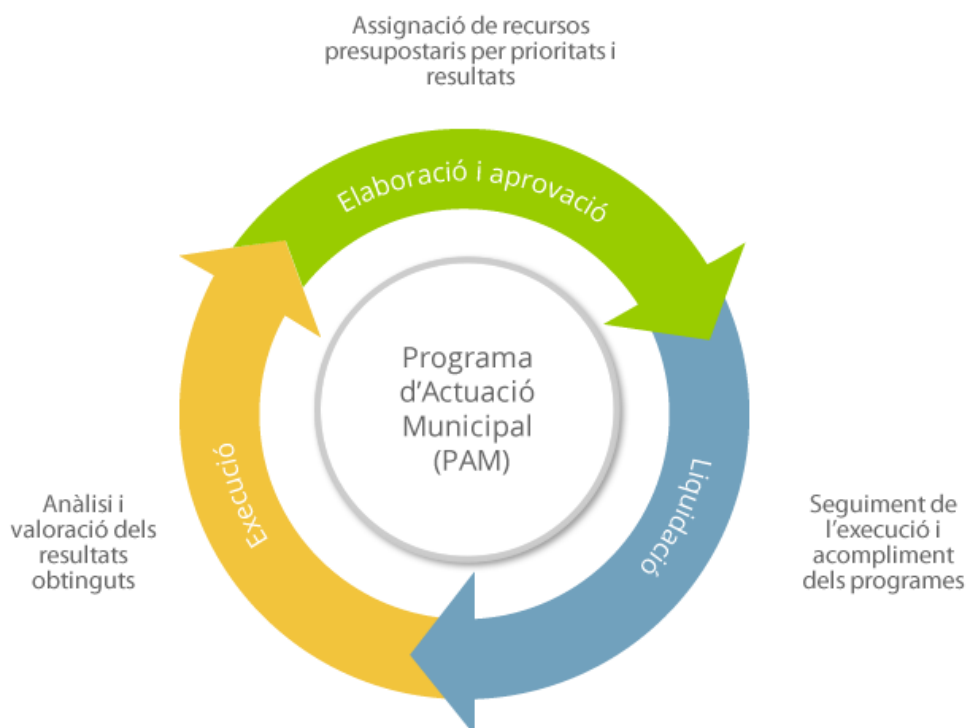 Assignació de recursos
presupostaris per prioritats i
resultats
Elaboració i aprovació
Programa
d'Actuació
Municipal
(PAM)
Liquidació
Execució
Anàlisi i
valoració dels
resultats
obtinguts
Seguiment de
l'execució i
acompliment
dels programes